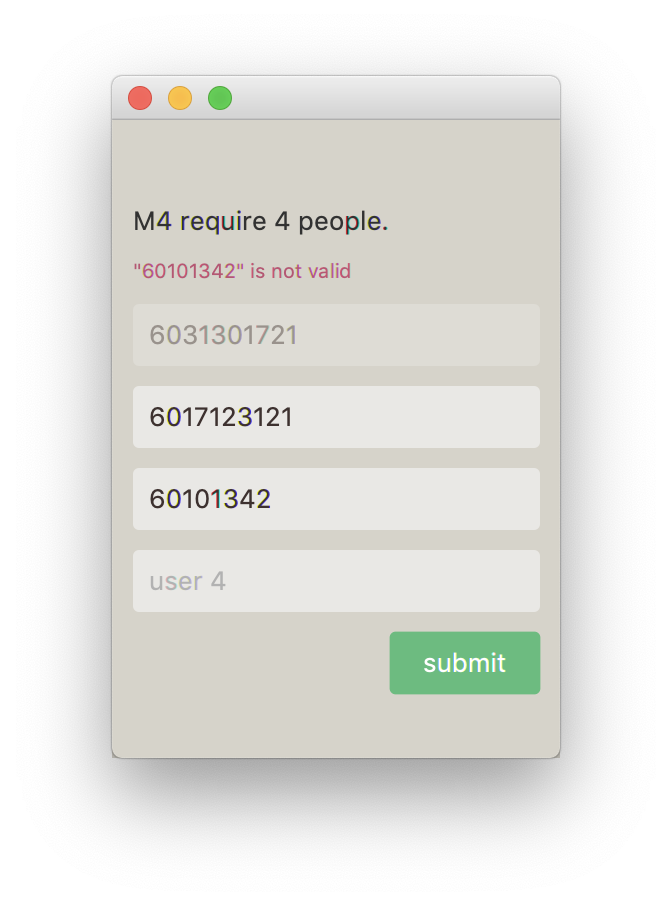 M4 require 4 people.
"60101342" is not valid
6031301721
6017123121
60101342
user 4
submit